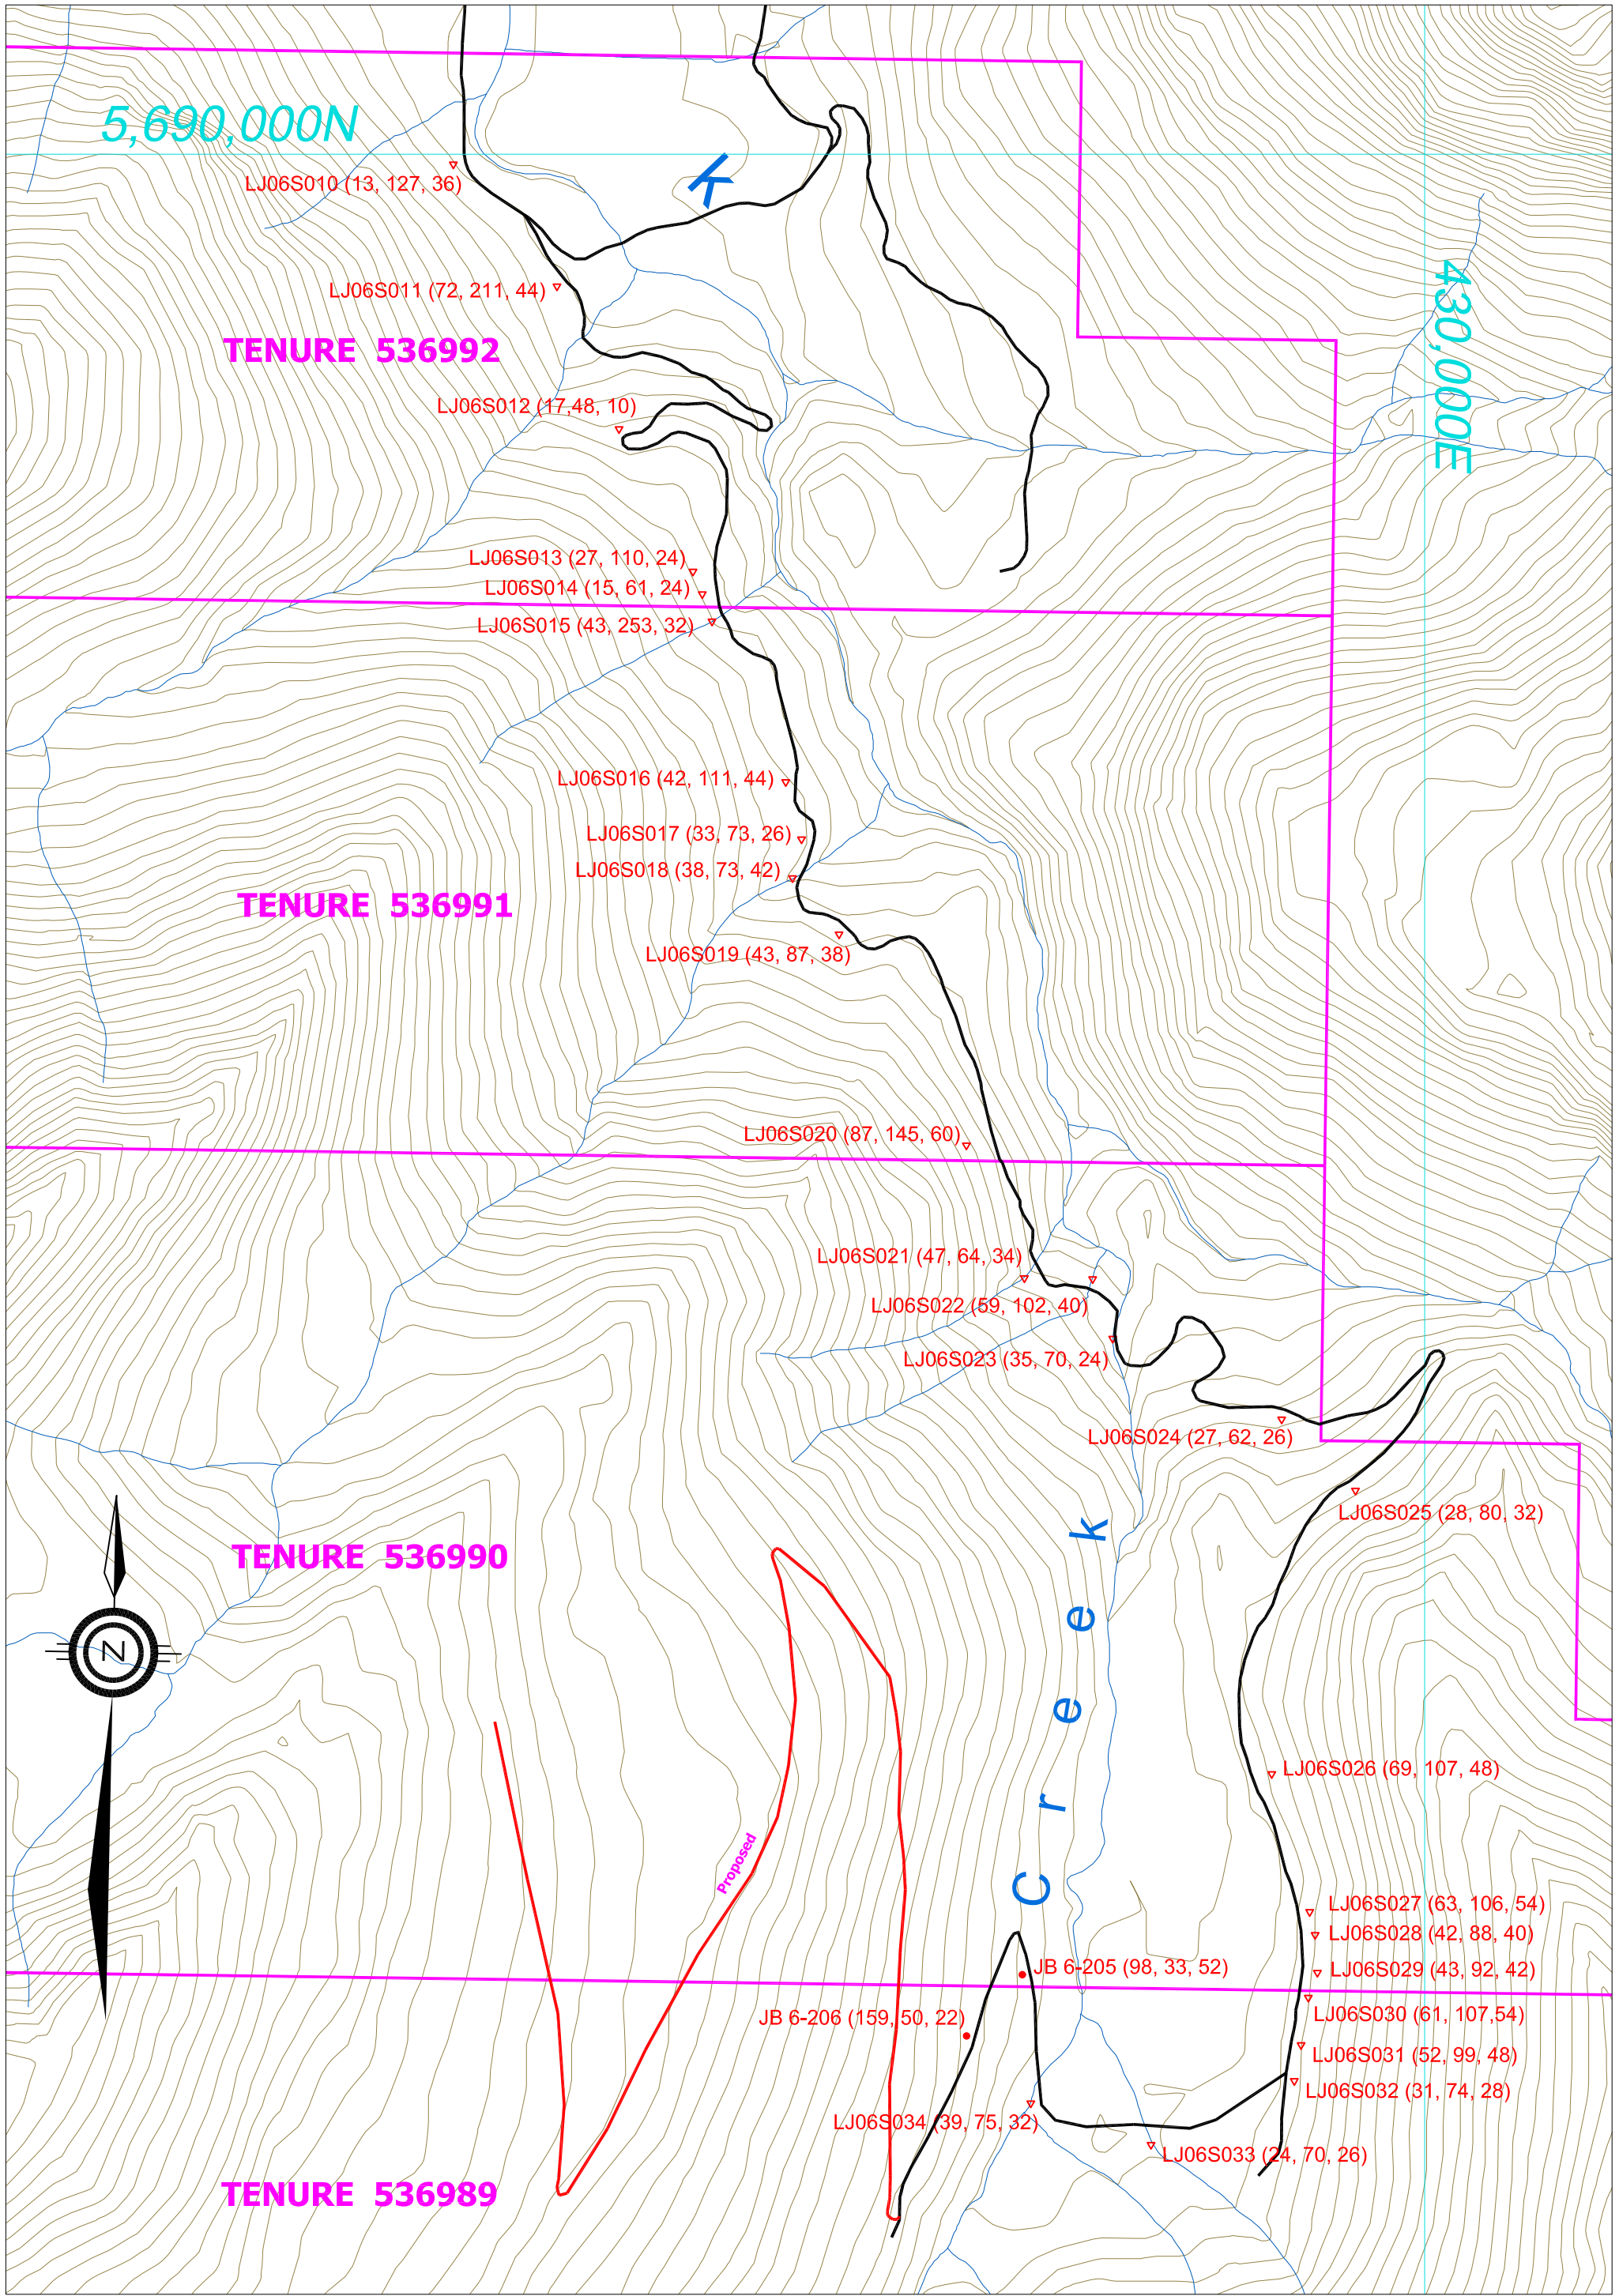 5,690,000N
K
LJ06S010 (13, 127, 36)
430,000E
LJ06S011 (72, 211, 44)
TENURE 536992
LJ06S012 (17,48, 10)
LJ06S013 (27, 110, 24)
LJ06S014 (15, 61, 24)
LJ06S015 (43, 253, 32)
LJ06S016 (42, 111, 44)
LJ06S017 (33, 73, 26)
LJ06S018 (38, 73, 42)
TENURE 536991
LJ06S019 (43, 87, 38)
LJ06S020 (87, 145, 60)
LJ06S021 (47, 64, 34)
LJ06S022 (59, 102, 40)
LJ06S023 (35, 70, 24)
LJ06S024 (27, 62, 26)
LJ06S025 (28, 80, 32)
TENURE 536990
Creek
N
LJ06S026 (69, 107, 48)
Proposed
LJ06S027 (63, 106, 54)
LJ06S028 (42, 88, 40)
JB 6-205 (98, 33, 52)
LJ06S029 (43, 92, 42)
LJ06S030 (61, 107,54)
JB 6-206 (159, 50, 22)
LJ06S031 (52, 99, 48)
LJ06S032 (31, 74, 28)
LJ06S034 (39, 75, 32)
LJ06S033 (24, 70, 26)
TENURE 536989